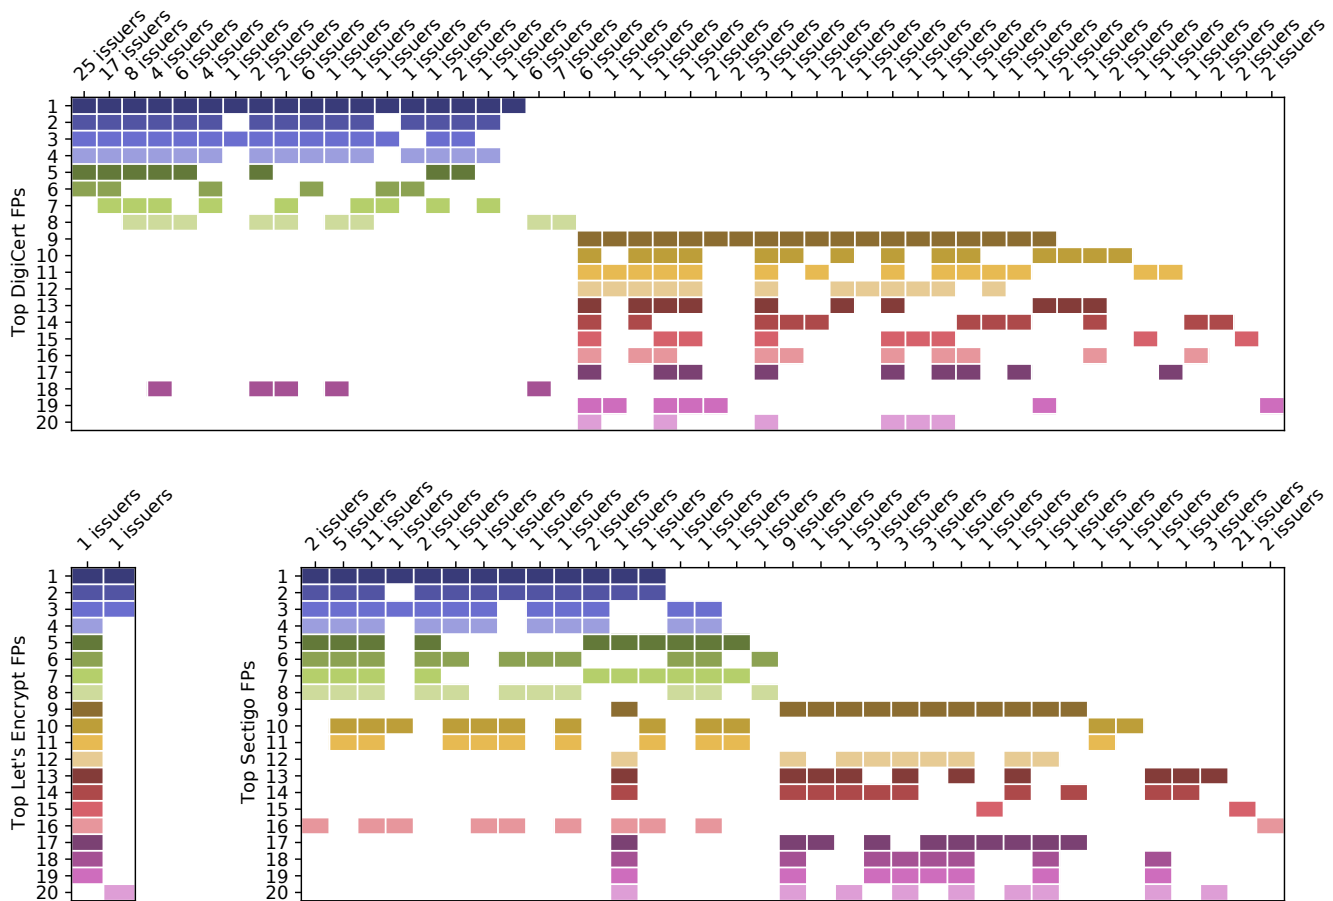 25 issuers
17 issuers
8 issuers
4 issuers
6 issuers
4 issuers
1 issuers
2 issuers
2 issuers
6 issuers
1 issuers
1 issuers
1 issuers
1 issuers
1 issuers
2 issuers
1 issuers
1 issuers
6 issuers
7 issuers
6 issuers
1 issuers
1 issuers
1 issuers
1 issuers
2 issuers
2 issuers
3 issuers
1 issuers
1 issuers
2 issuers
1 issuers
2 issuers
1 issuers
1 issuers
1 issuers
1 issuers
1 issuers
1 issuers
2 issuers
1 issuers
2 issuers
1 issuers
1 issuers
1 issuers
2 issuers
2 issuers
2 issuers
Top DigiCert FPs
1
2
3
4
5
6
7
8
9
10
11
12
13
14
15
16
17
18
19
20
1 issuers
1 issuers
Top Let's Encrypt FPs
1
2
3
4
5
6
7
8
9
10
11
12
13
14
15
16
17
18
19
20
2 issuers
5 issuers
11 issuers
1 issuers
2 issuers
1 issuers
1 issuers
1 issuers
1 issuers
1 issuers
2 issuers
1 issuers
1 issuers
1 issuers
1 issuers
1 issuers
1 issuers
9 issuers
1 issuers
1 issuers
3 issuers
3 issuers
3 issuers
1 issuers
1 issuers
1 issuers
1 issuers
1 issuers
1 issuers
1 issuers
1 issuers
1 issuers
3 issuers
21 issuers
2 issuers
Top Sectigo FPs
1
2
3
4
5
6
7
8
9
10
11
12
13
14
15
16
17
18
19
20